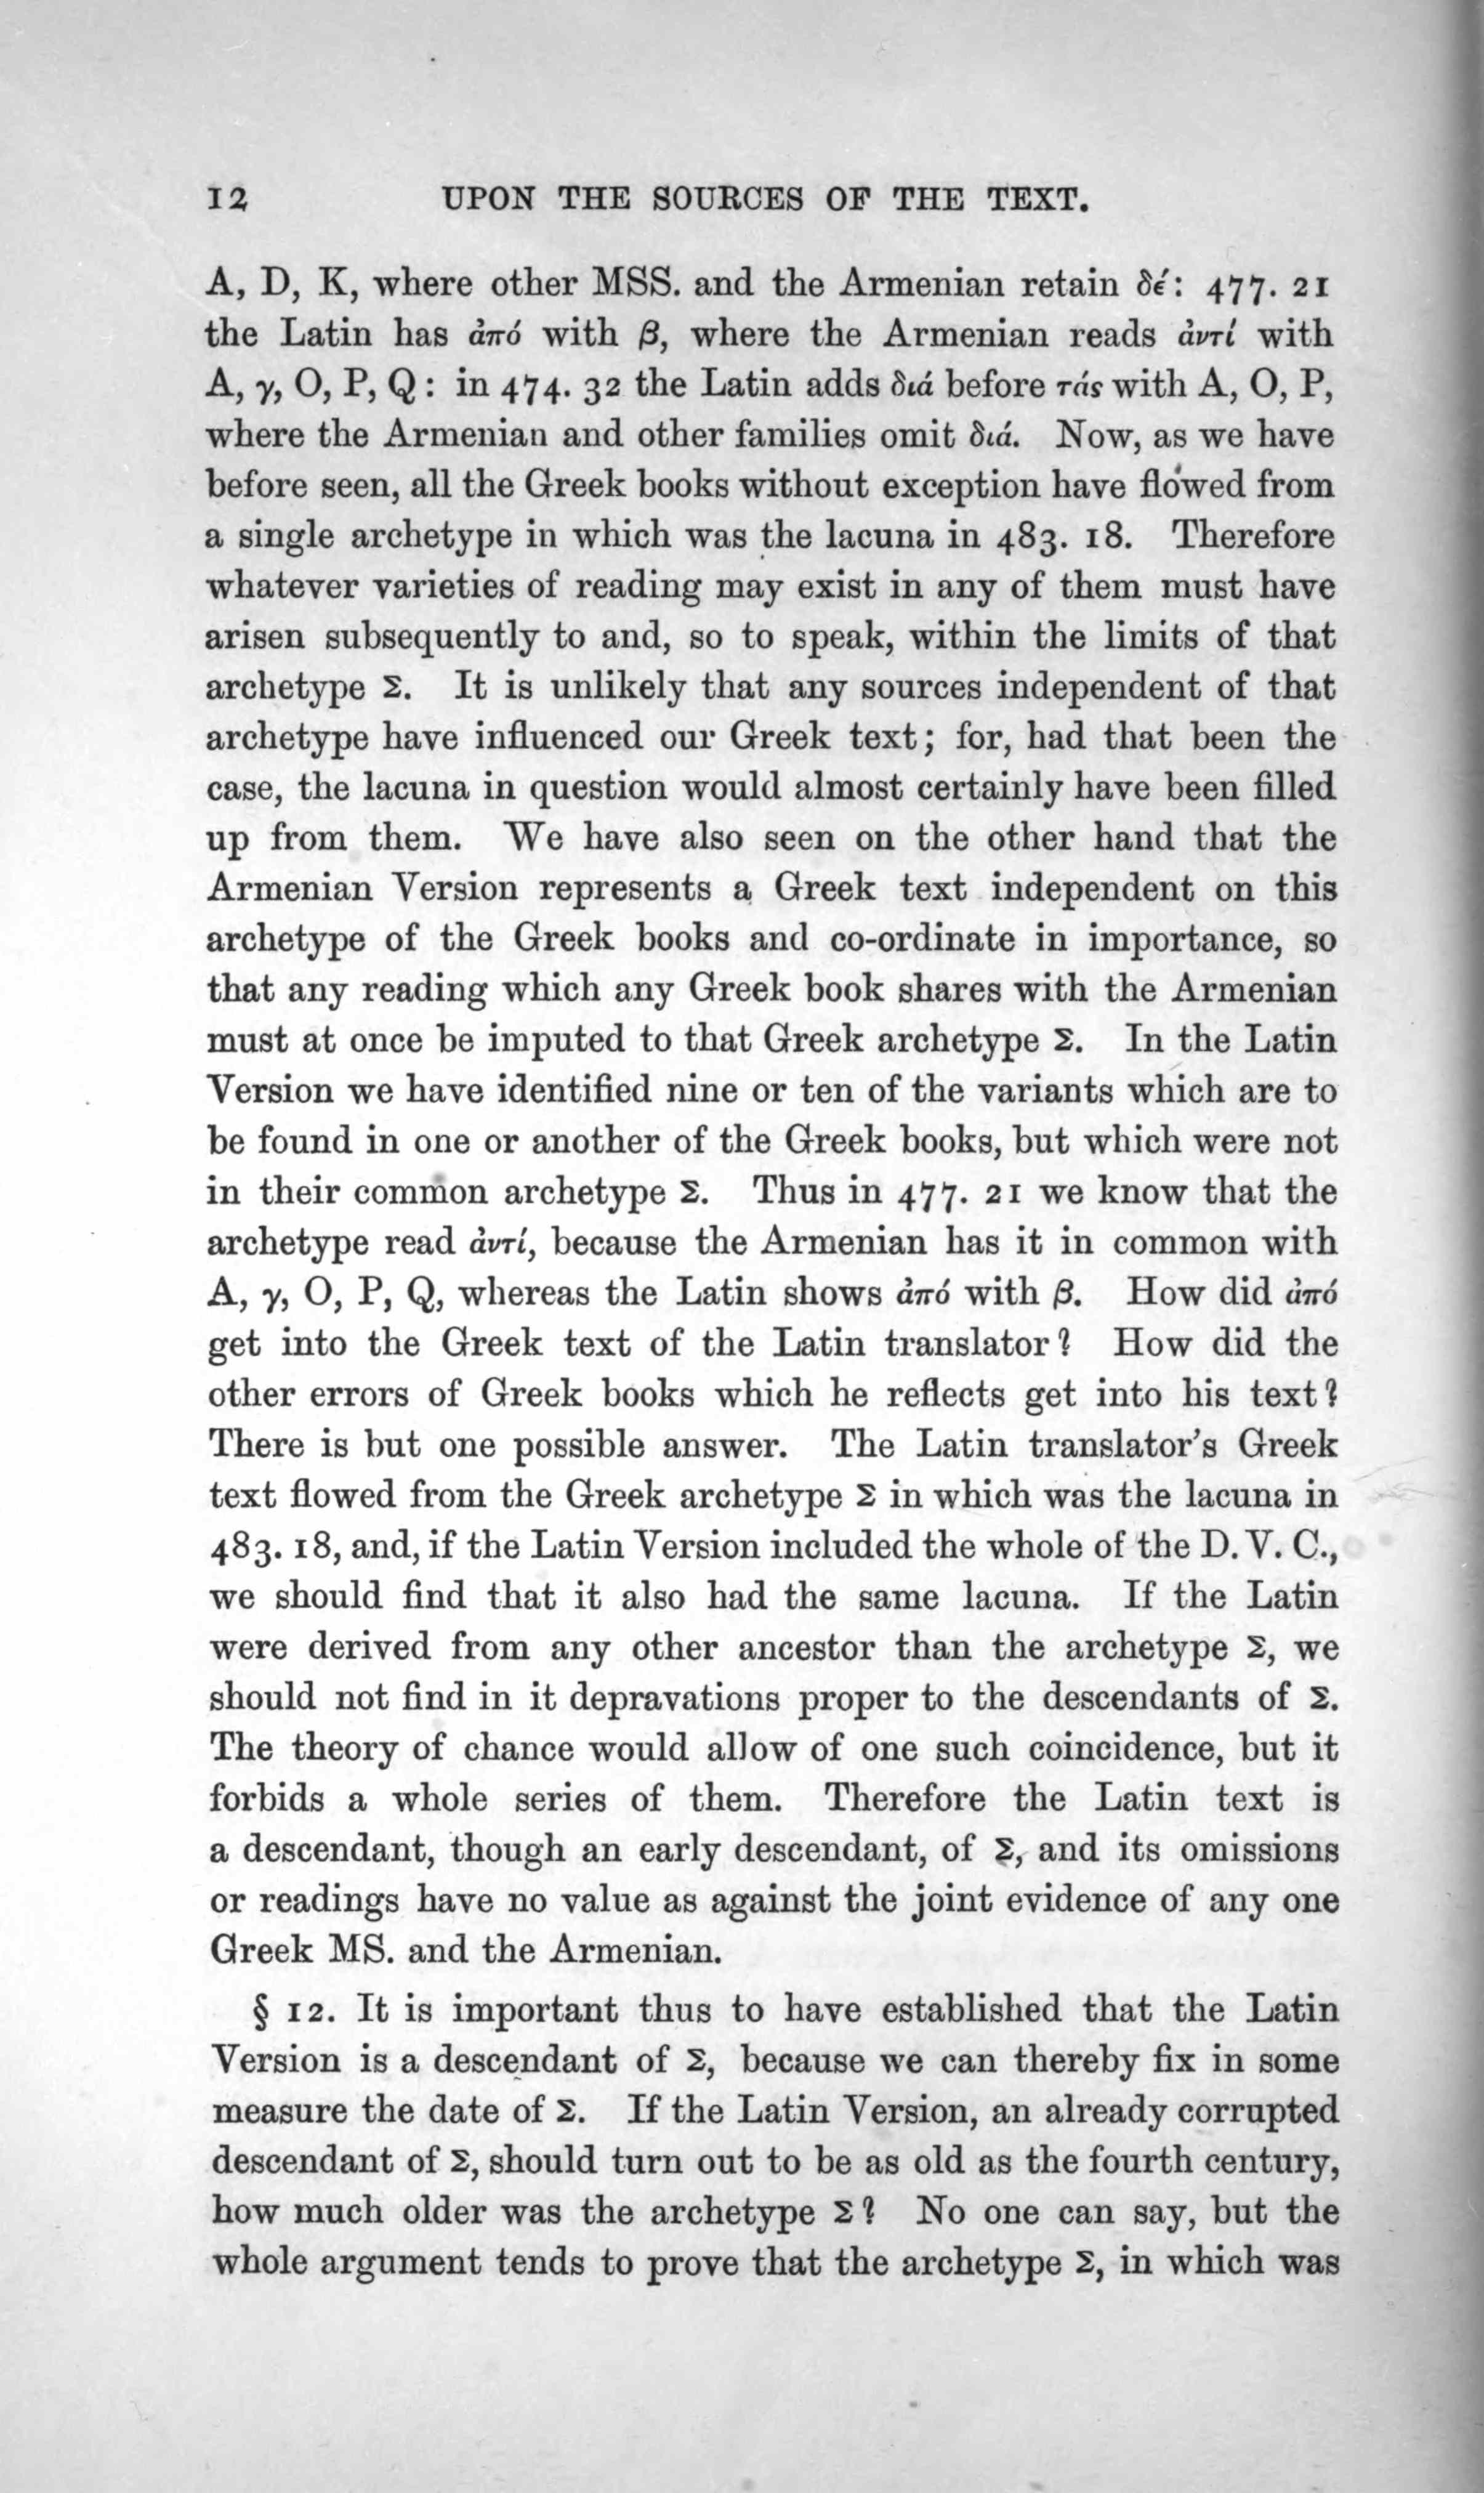 12 UPON THE SOURCES OF THE TEXT.
A, D, K, where other MSS. and the Armenian retain δέ: 477. 21
the Latin has ἀπό with β, where the Armenian reads ἀντί with
A, γ, O, P, Q: in 474. 32 the Latin adds διά before τάς with A, O, P,
where the Armenian and other families omit διά. Now, as we have
before seen, all the Greek books without exception have flowed from
a single archetype in which was the lacuna in 483. 18. Therefore
whatever varieties of reading may exist in any of them must have
arisen subsequently to and, so to speak, within the limits of that
archetype Σ. It is unlikely that any sources independent of that
archetype have influenced our Greek text; for, had that been the
case, the lacuna in question would almost certainly have been filled
up from them. We have also seen on the other hand that the
Armenian Version represents a Greek text independent on this
archetype of the Greek books and co-ordinate in importance, so
that any reading which any Greek book shares with the Armenian
must at once be imputed to that Greek archetype Σ. In the Latin
Version we have identified nine or ten of the variants which are to
be found in one or another of the Greek books, but which were not
in their common archetype Σ. Thus in 477. 21 we know that the
archetype read ἀντί, because the Armenian has it in common with
A, γ, O, P, Q, whereas the Latin shows ἀπό with β. How did ἀπό
get into the Greek text of the Latin translator? How did the
other errors of Greek books which he reflects get into his text?
There is but one possible answer. The Latin translator's Greek
text flowed from the Greek archetype Σ in which was the lacuna in
483. 18, and, if the Latin Version included the whole of the D. V. C.,
we should find that it also had the same lacuna. If the Latin
were derived from any other ancestor than the archetype Σ, we
should not find in it depravations proper to the descendants of Σ.
The theory of chance would allow of one such coincidence, but it
forbids a whole series of them. Therefore the Latin text is
a descendant, though an early descendant, of Σ, and its omissions
or readings have no value as against the joint evidence of any one
Greek MS. and the Armenian.
§ 12. It is important thus to have established that the Latin
Version is a descendant of Σ, because we can thereby fix in some
measure the date of Σ. If the Latin Version, an already corrupted
descendant of Σ, should turn out to be as old as the fourth century,
how much older was the archetype Σ? No one can say, but the
whole argument tends to prove that the archetype Σ, in which was